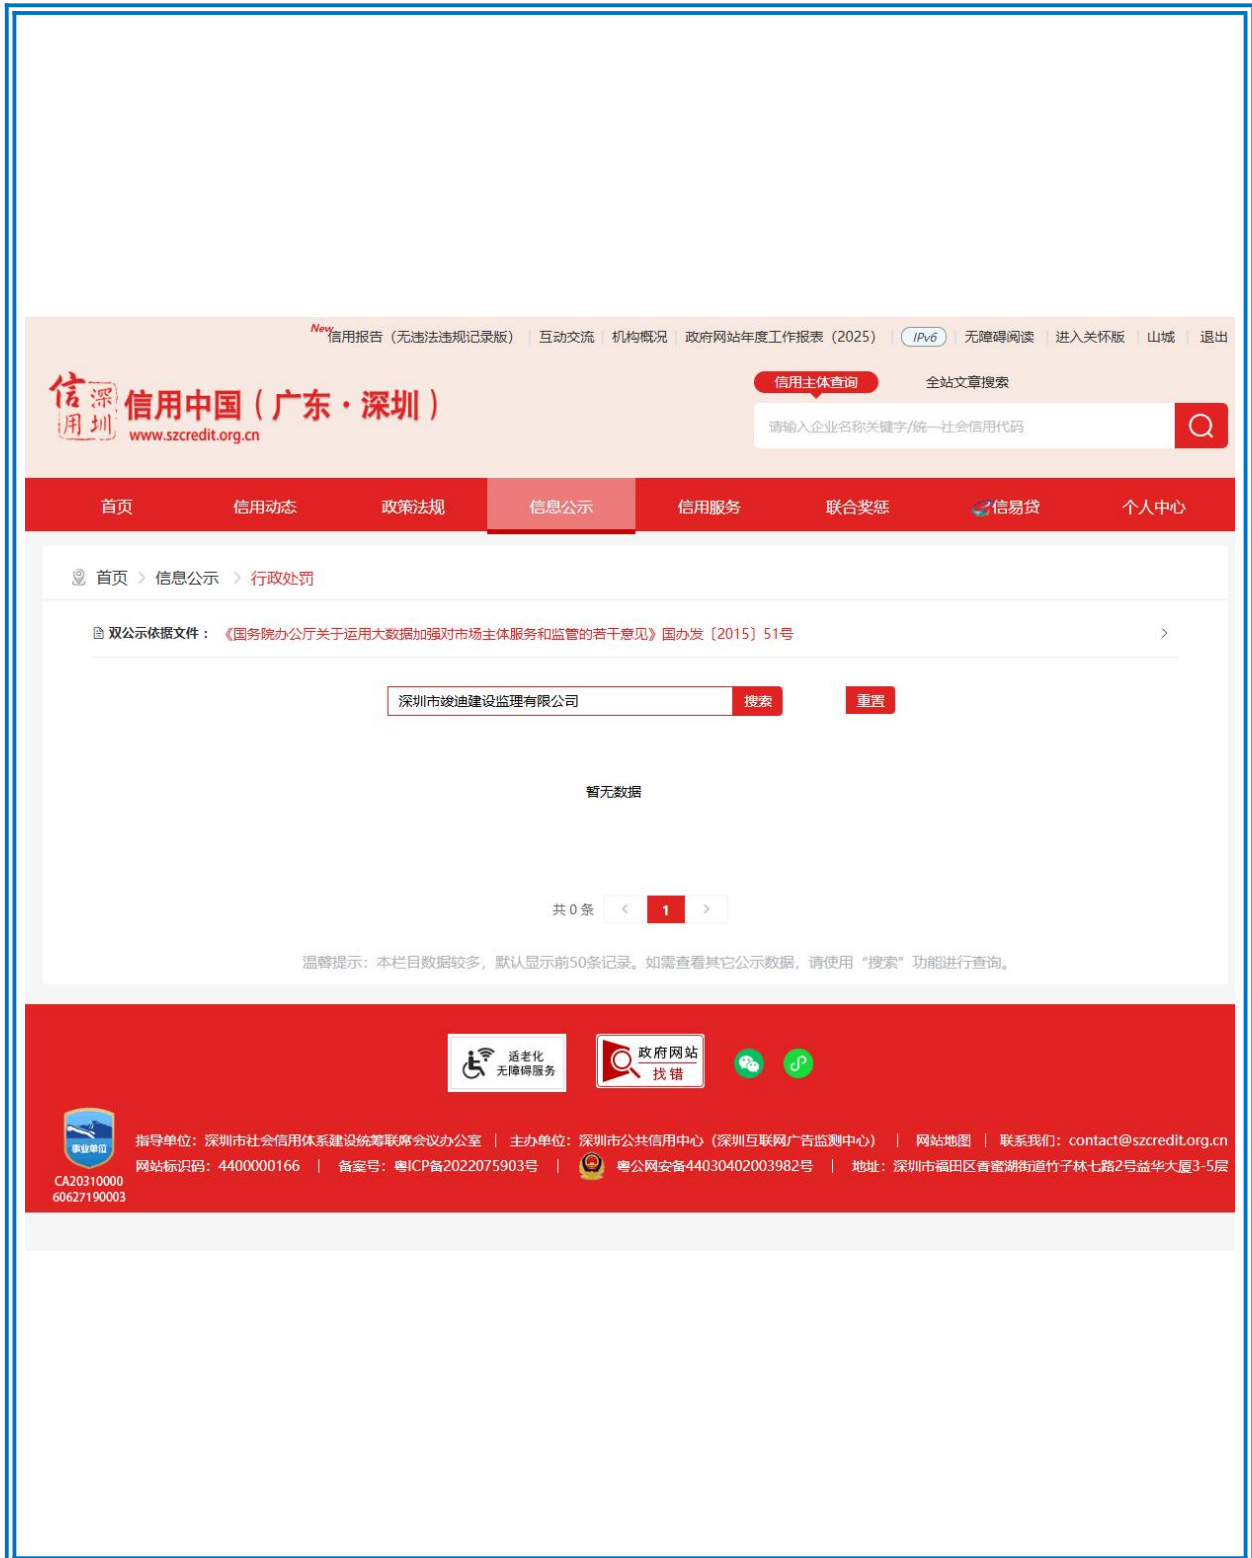 New信用报告（无违法违规记录版） 互动交流 机构概况 政府网站年度工作报表（2025） IPv6 无障碍阅读 进入关怀版 山城 退出
信用深圳 信用中国（广东·深圳）
www.szcredit.org.cn
信用主体查询 全站文章搜索
请输入企业名称关键字/统一社会信用代码
首页 信用动态 政策法规 信息公示 信用服务 联合奖惩 信易贷 个人中心
首页 > 信息公示 > 行政处罚
双公示依据文件： 《国务院办公厅关于运用大数据加强对市场主体服务和监管的若干意见》国办发〔2015〕51号 >
深圳市竣迪建设监理有限公司 搜索 重置
暂无数据
共 0 条 < 1 >
温馨提示：本栏目数据较多，默认显示前50条记录。如需查看其它公示数据，请使用“搜索”功能进行查询。
适老化
无障碍服务
政府网站
找错
事业单位
CA20310000
60627190003
指导单位：深圳市社会信用体系建设统筹联席会议办公室 | 主办单位：深圳市公共信用中心（深圳互联网广告监测中心） | 网站地图 | 联系我们：contact@szcredit.org.cn
网站标识码：4400000166 | 备案号：粤ICP备2022075903号 | 粤公网安备44030402003982号 | 地址：深圳市福田区香蜜湖街道竹子林七路2号益华大厦3-5层